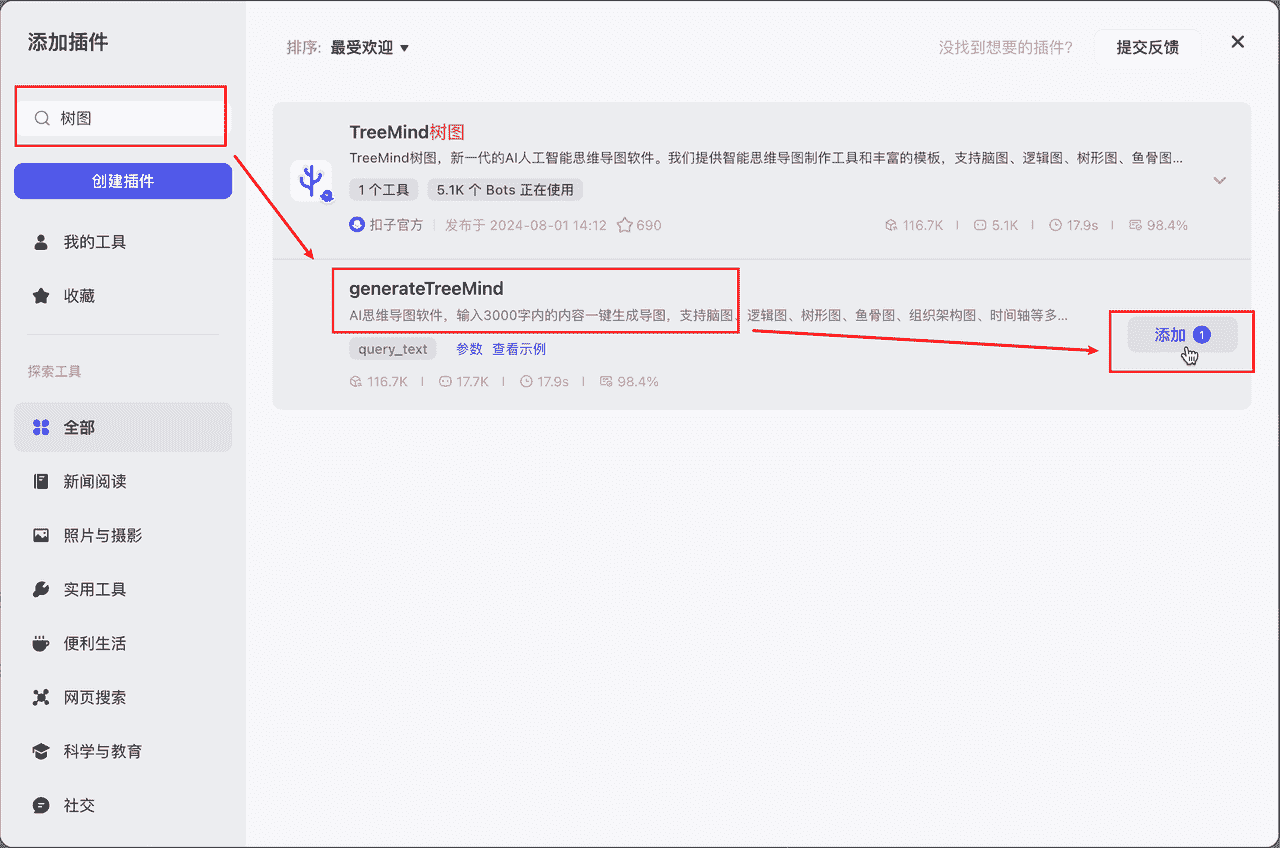 添加插件
树图
创建插件
我的工具
收藏
探索工具
全部
新闻阅读
照片与摄影
实用工具
便利生活
网页搜索
科学与教育
社交
排序: 最受欢迎
没找到想要的插件?
提交反馈
TreeMind树图
TreeMind树图，新一代的AI人工智能思维导图软件。我们提供智能思维导图制作工具和丰富的模板，支持脑图、逻辑图、树形图、鱼骨图...
1 个工具 5.1K 个 Bots 正在使用
扣子官方 发布于 2024-08-01 14:12 690 116.7K 5.1K 17.9s 98.4%
generateTreeMind
AI思维导图软件，输入3000字内的内容一键生成导图，支持脑图、逻辑图、树形图、鱼骨图、组织架构图、时间轴等多...
添加 1
query_text 参数 查看示例
116.7K 17.7K 17.9s 98.4%